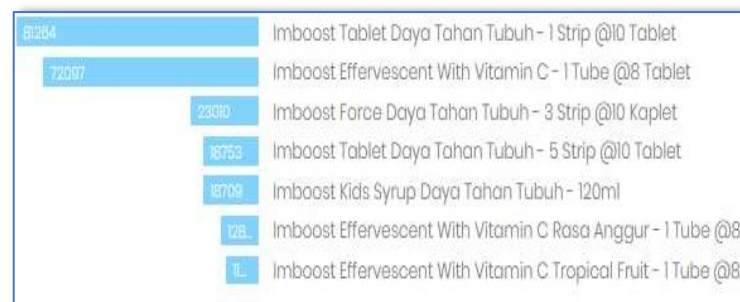 81264 Imboost Tablet Daya Tahan Tubuh - 1 Strip @10 Tablet
72097 Imboost Effervescent With Vitamin C - 1 Tube @8 Tablet
23010 Imboost Force Daya Tahan Tubuh - 3 Strip @10 Kaplet
18753 Imboost Tablet Daya Tahan Tubuh - 5 Strip @10 Tablet
18709 Imboost Kids Syrup Daya Tahan Tubuh - 120ml
128... Imboost Effervescent With Vitamin C Rasa Anggur - 1 Tube @8
11... Imboost Effervescent With Vitamin C Tropical Fruit - 1 Tube @8